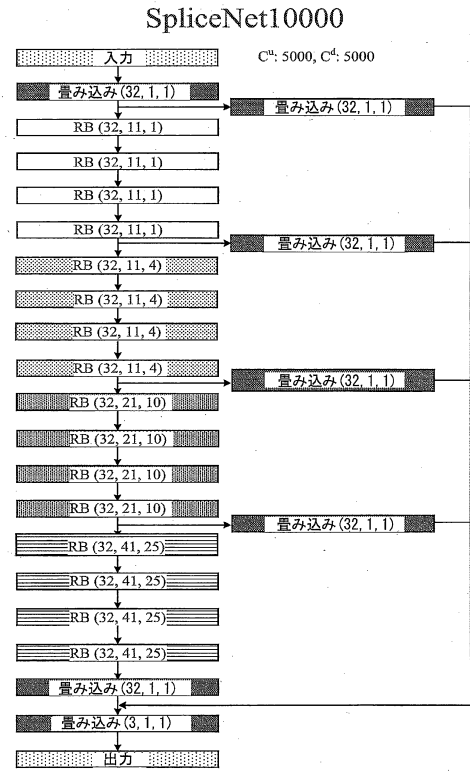 SpliceNet10000
入力
Cᵘ: 5000, Cᵈ: 5000
畳み込み(32,1,1)
畳み込み(32,1,1)
RB (32, 11, 1)
RB (32, 11, 1)
RB (32, 11, 1)
RB (32, 11, 1)
畳み込み(32,1,1)
RB (32, 11, 4)
RB (32, 11, 4)
RB (32, 11, 4)
RB (32, 11, 4)
畳み込み(32,1,1)
RB (32, 21, 10)
RB (32, 21, 10)
RB (32, 21, 10)
RB (32, 21, 10)
畳み込み(32,1,1)
RB (32, 41, 25)
RB (32, 41, 25)
RB (32, 41, 25)
RB (32, 41, 25)
畳み込み(32,1,1)
畳み込み(3,1,1)
出力